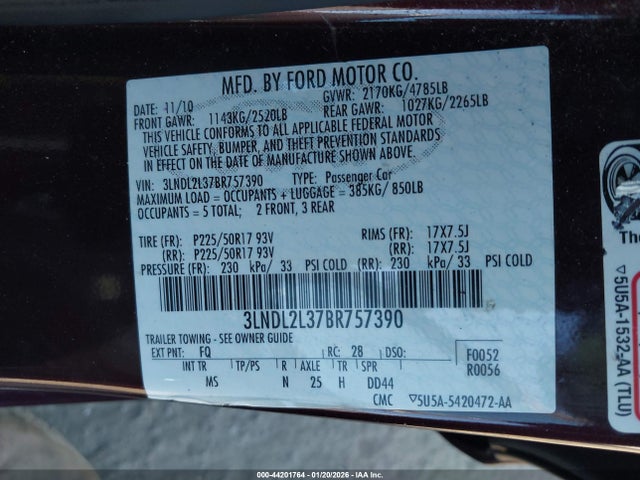 MFD. BY FORD MOTOR CO.
DATE: 11/10 GVWR: 2170KG/4785LB
FRONT GAWR: 1143KG/2520LB REAR GAWR: 1027KG/2265LB
THIS VEHICLE CONFORMS TO ALL APPLICABLE FEDERAL MOTOR
VEHICLE SAFETY, BUMPER, AND THEFT PREVENTION STANDARDS
IN EFFECT ON THE DATE OF MANUFACTURE SHOWN ABOVE.
VIN: 3LNDL2L37BR757390 TYPE: Passenger Car
MAXIMUM LOAD = OCCUPANTS + LUGGAGE = 385KG/ 850LB
OCCUPANTS = 5 TOTAL; 2 FRONT, 3 REAR
TIRE (FR): P225/50R17 93V RIMS (FR): 17X7.5J
(RR): P225/50R17 93V (RR): 17X7.5J
PRESSURE (FR): 230 kPa/ 33 PSI COLD (RR): 230 kPa/ 33 PSI COLD
3LNDL2L37BR757390
TRAILER TOWING - SEE OWNER GUIDE
EXT PNT: FQ RC: 28 DSO: F0052
INT TR TP/PS R AXLE TR SPR R0056
MS N 25 H DD44
CMC ▽5U5A-5420472-AA
The
▽5U5A-1532-AA (TLU)
000-44201764 | 01/20/2026 | IAA Inc.